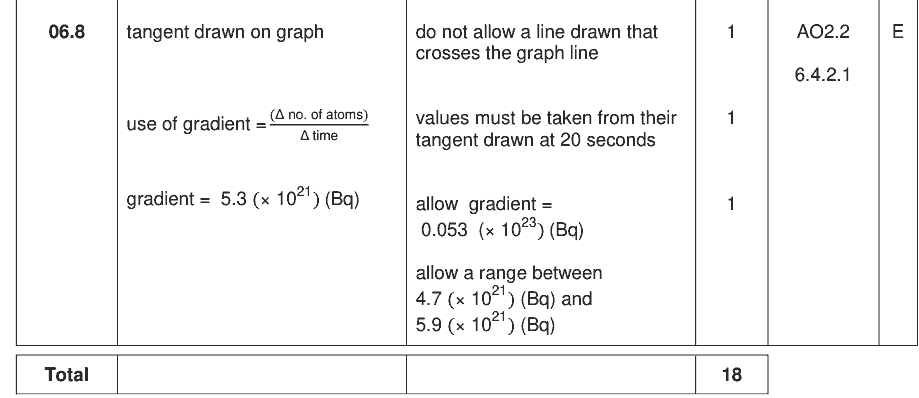 06.8
tangent drawn on graph
do not allow a line drawn that
crosses the graph line
1
AO2.2
6.4.2.1
E
use of gradient = (Δ no. of atoms) / Δ time
values must be taken from their
tangent drawn at 20 seconds
1
gradient = 5.3 (× 10²¹) (Bq)
allow gradient =
0.053 (× 10²³) (Bq)
1
allow a range between
4.7 (× 10²¹) (Bq) and
5.9 (× 10²¹) (Bq)
Total
18